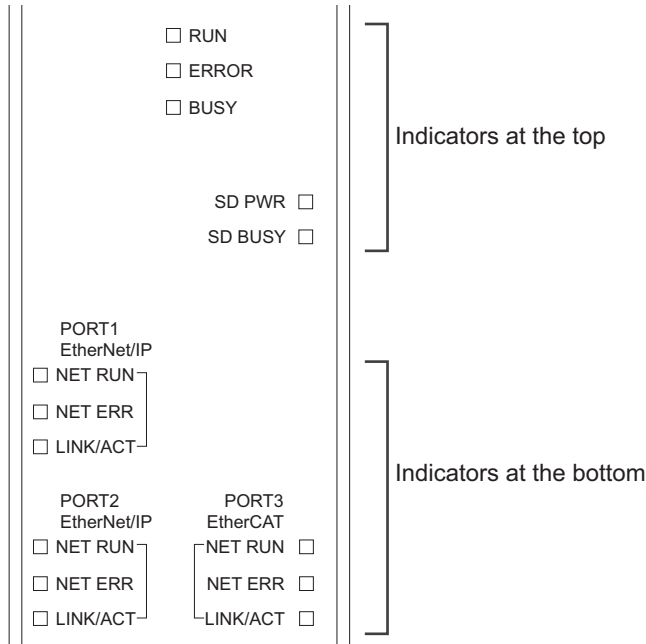 RUN
ERROR
BUSY
Indicators at the top
SD PWR
SD BUSY
PORT1
EtherNet/IP
NET RUN
NET ERR
LINK/ACT
Indicators at the bottom
PORT2
EtherNet/IP
NET RUN
NET ERR
LINK/ACT
PORT3
EtherCAT
NET RUN
NET ERR
LINK/ACT